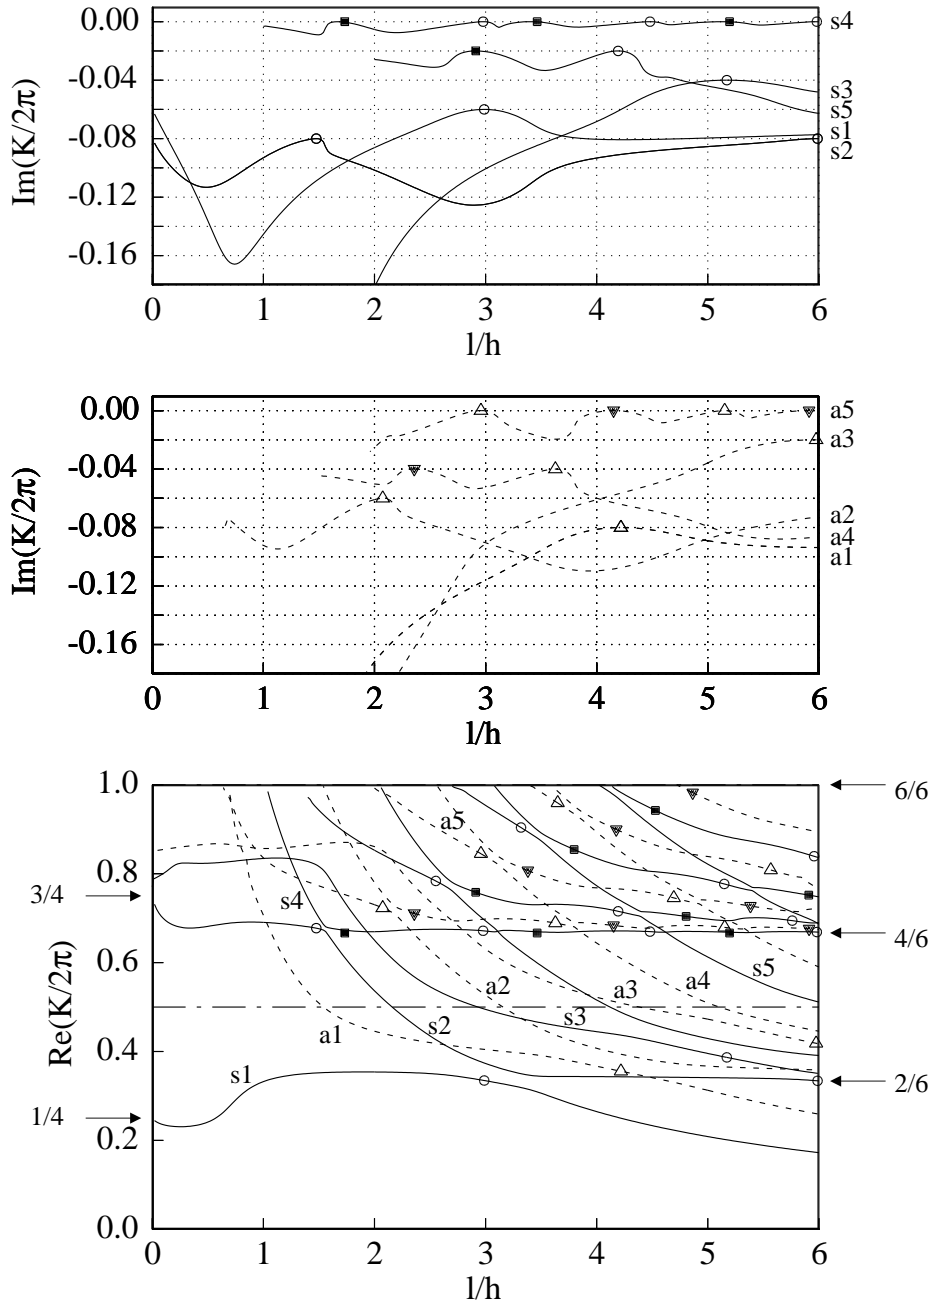 0.00
-0.04
-0.08
-0.12
-0.16
Im(K/2π)
s4
s3
s5
s1
s2
0 1 2 3 4 5 6
l/h
0.00
-0.04
-0.08
-0.12
-0.16
Im(K/2π)
a5
a3
a2
a4
a1
0 1 2 3 4 5 6
l/h
1.0
0.8
0.6
0.4
0.2
0.0
Re(K/2π)
3/4
1/4
6/6
4/6
2/6
a5
s4
a2
a3
a4
s5
a1
s2
s3
s1
0 1 2 3 4 5 6
l/h